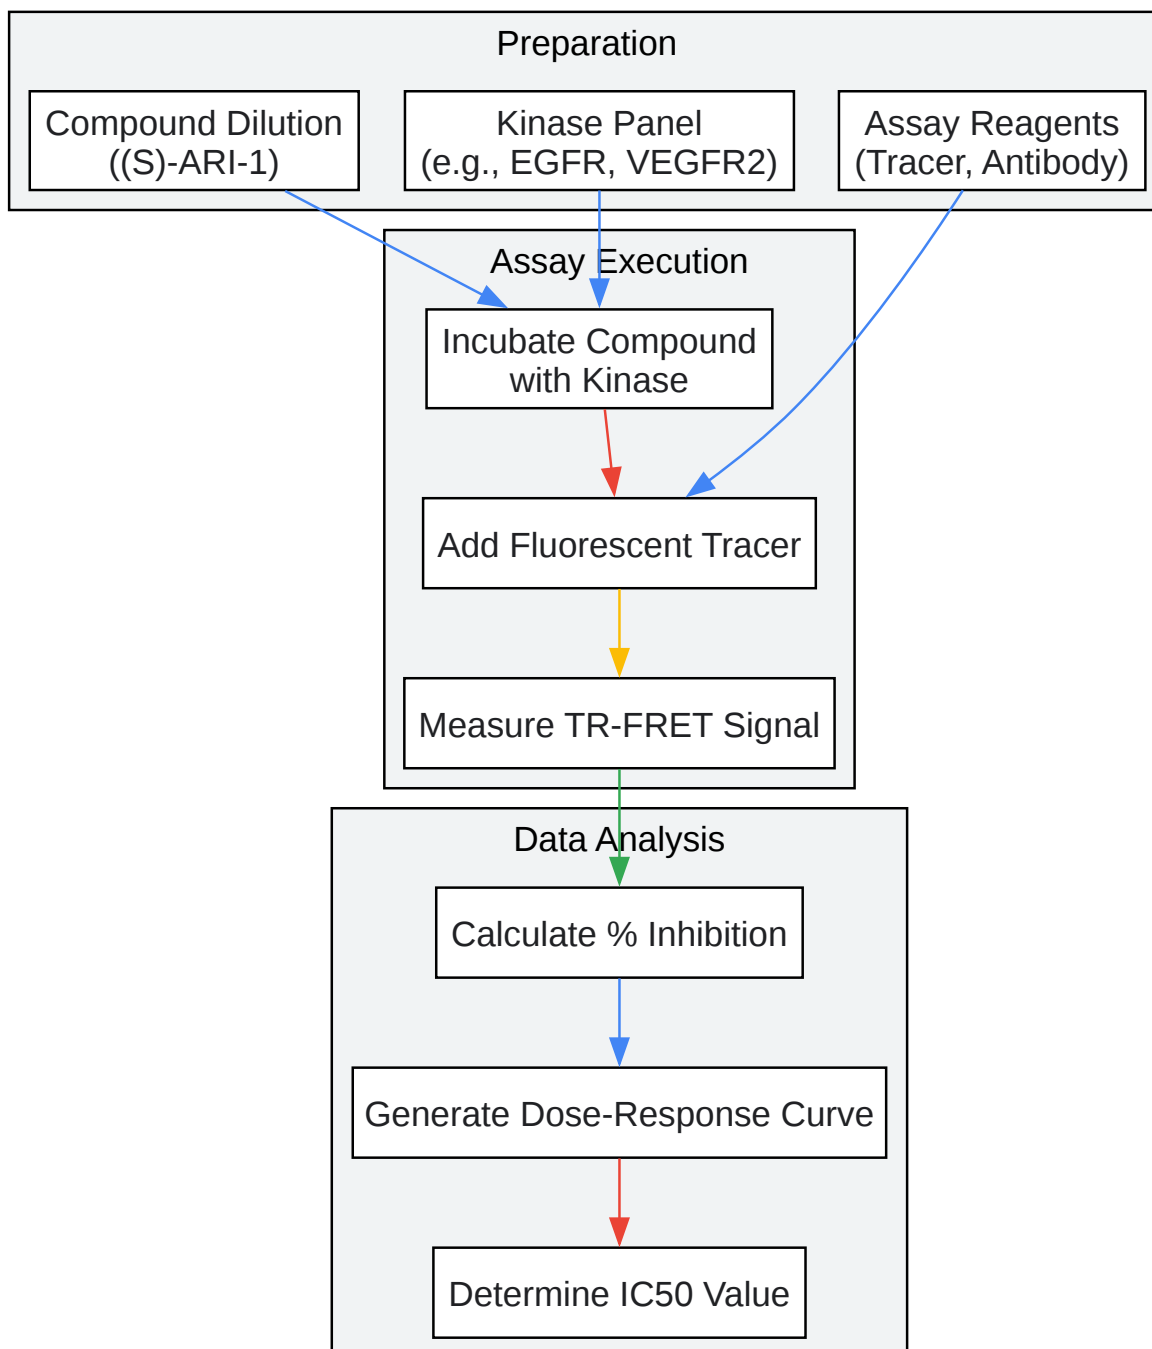 Preparation
Compound Dilution
((S)-ARI-1)
Kinase Panel
(e.g., EGFR, VEGFR2)
Assay Reagents
(Tracer, Antibody)
Assay Execution
Incubate Compound
with Kinase
Add Fluorescent Tracer
Measure TR-FRET Signal
Data Analysis
Calculate % Inhibition
Generate Dose-Response Curve
Determine IC50 Value